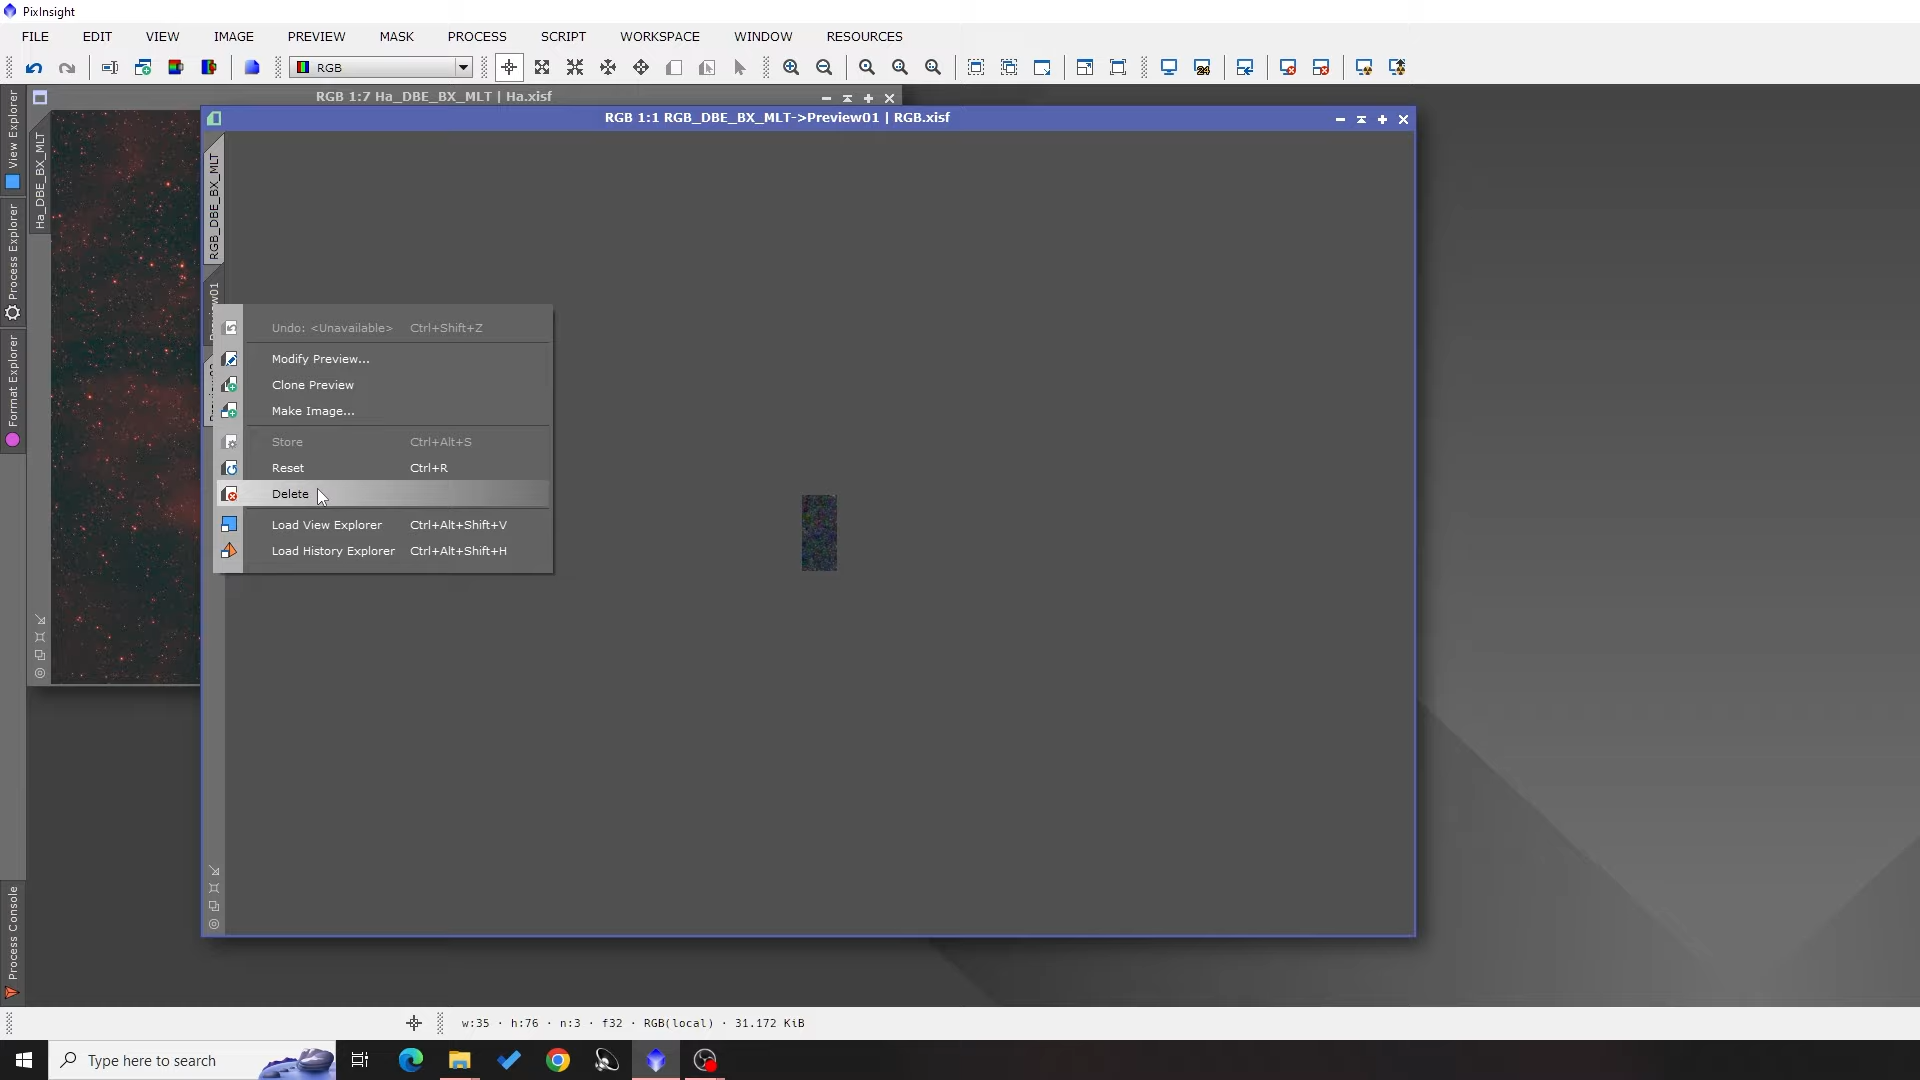 PixInsight
FILE EDIT VIEW IMAGE PREVIEW MASK PROCESS SCRIPT WORKSPACE WINDOW RESOURCES
RGB
24
RGB 1:7 Ha_DBE_BX_MLT | Ha.xisf
RGB 1:1 RGB_DBE_BX_MLT->Preview01 | RGB.xisf
View Explorer
Process Explorer
Format Explorer
Process Console
Ha_DBE_BX_MLT
RGB_DBE_BX_MLT
Preview01
Undo: <Unavailable> Ctrl+Shift+Z
Modify Preview...
Clone Preview
Make Image...
Store Ctrl+Alt+S
Reset Ctrl+R
Delete
Load View Explorer Ctrl+Alt+Shift+V
Load History Explorer Ctrl+Alt+Shift+H
w:35 · h:76 · n:3 · f32 · RGB(local) · 31.172 KiB
Type here to search